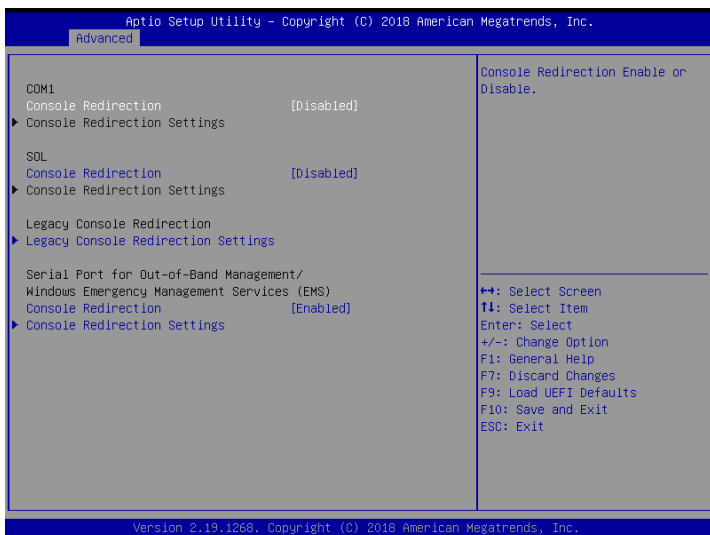 Aptio Setup Utility – Copyright (C) 2018 American Megatrends, Inc.
Advanced
COM1
Console Redirection [Disabled]
▶ Console Redirection Settings
SOL
Console Redirection [Disabled]
▶ Console Redirection Settings
Legacy Console Redirection
▶ Legacy Console Redirection Settings
Serial Port for Out-of-Band Management/
Windows Emergency Management Services (EMS)
Console Redirection [Enabled]
▶ Console Redirection Settings
Console Redirection Enable or
Disable.
↔: Select Screen
↑↓: Select Item
Enter: Select
+/-: Change Option
F1: General Help
F7: Discard Changes
F9: Load UEFI Defaults
F10: Save and Exit
ESC: Exit
Version 2.19.1268. Copyright (C) 2018 American Megatrends, Inc.